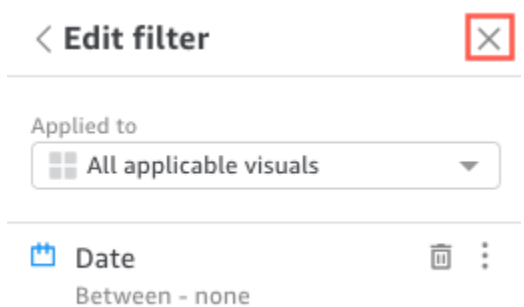 Edit filter
Applied to
All applicable visuals
Date
Between - none